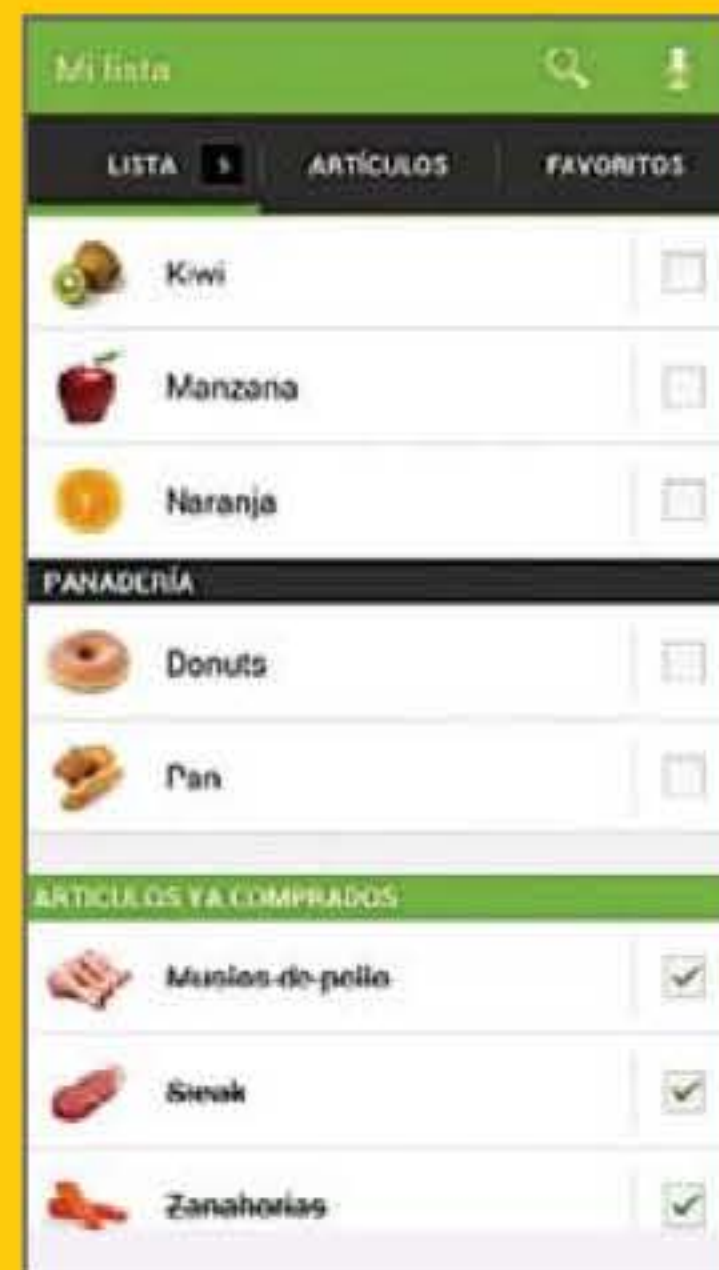 Mi lista
LISTA 5 ARTÍCULOS FAVORITOS
Kiwi
Manzana
Naranja
PANADERÍA
Donuts
Pan
ARTICULOS YA COMPRADOS
Muslos de pollo
Steak
Zanahorias